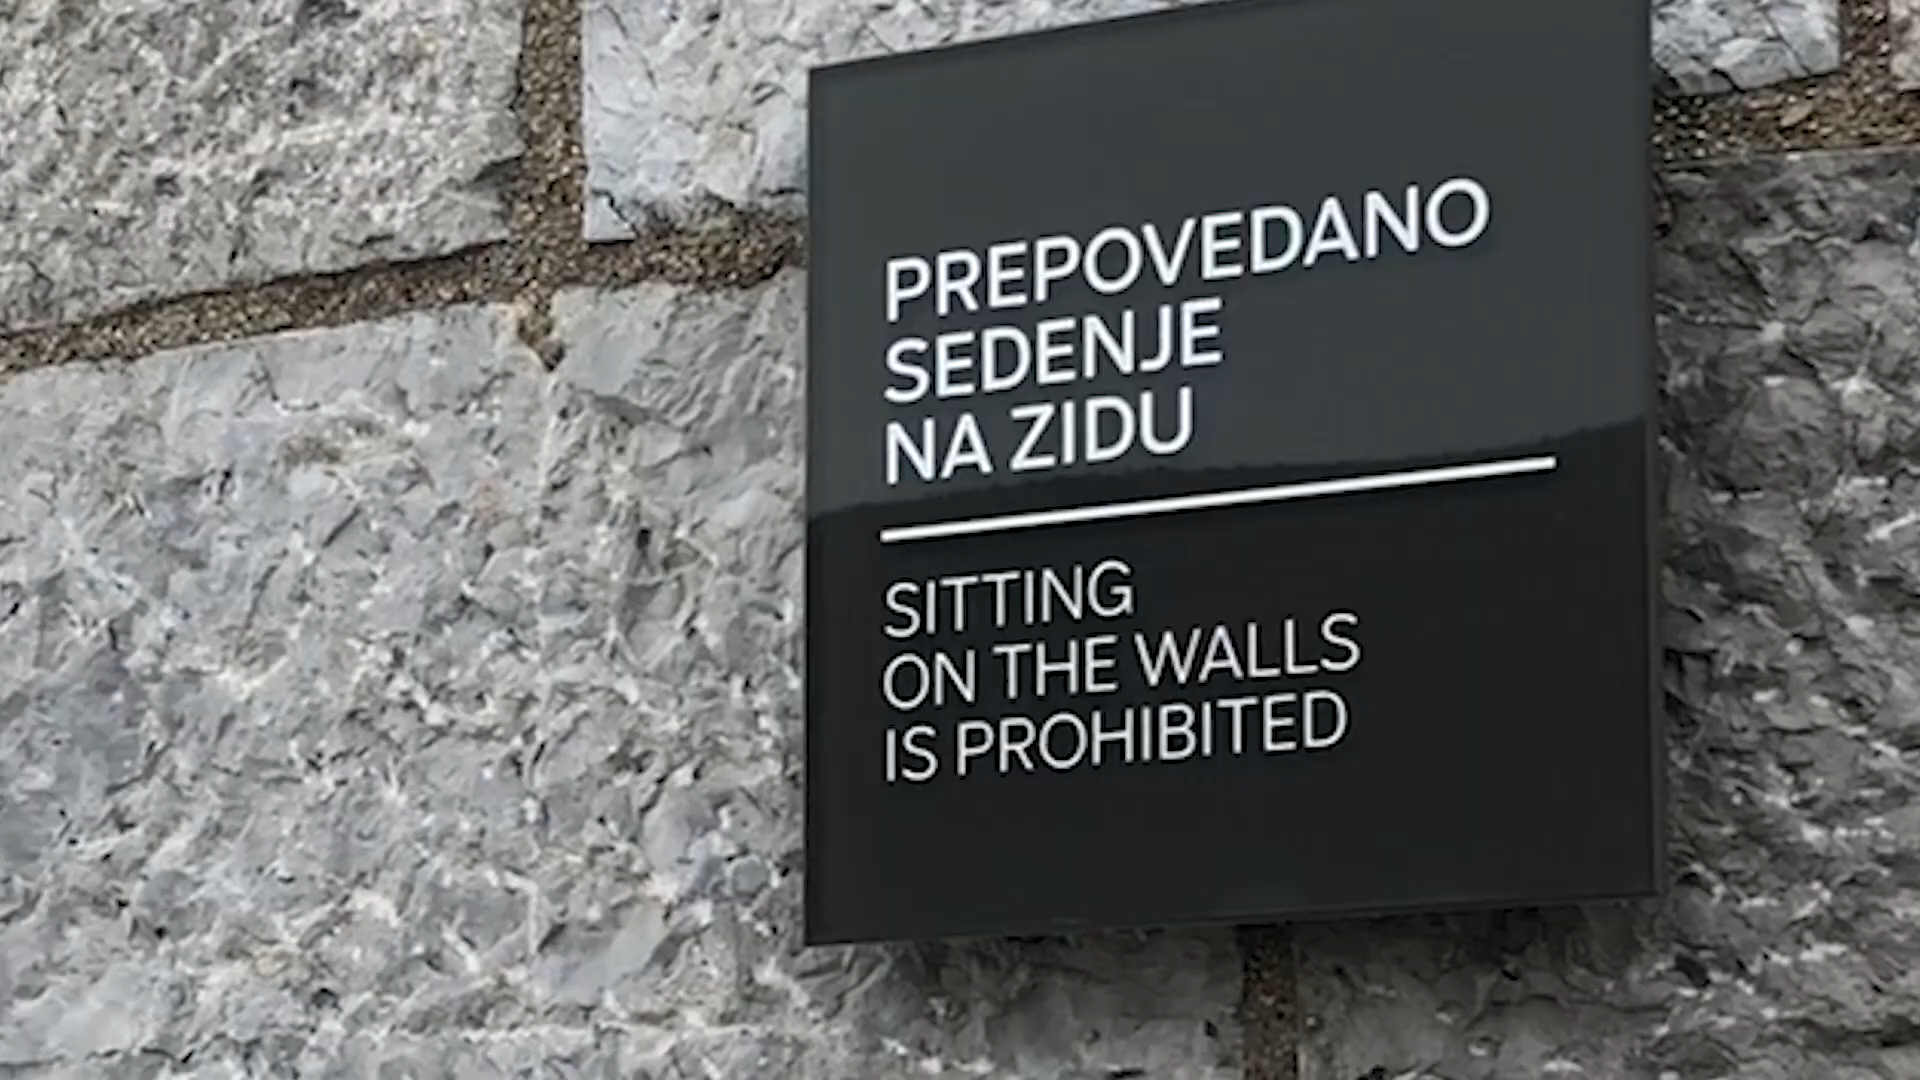 PREPOVEDANO
SEDENJE
NA ZIDU
SITTING
ON THE WALLS
IS PROHIBITED